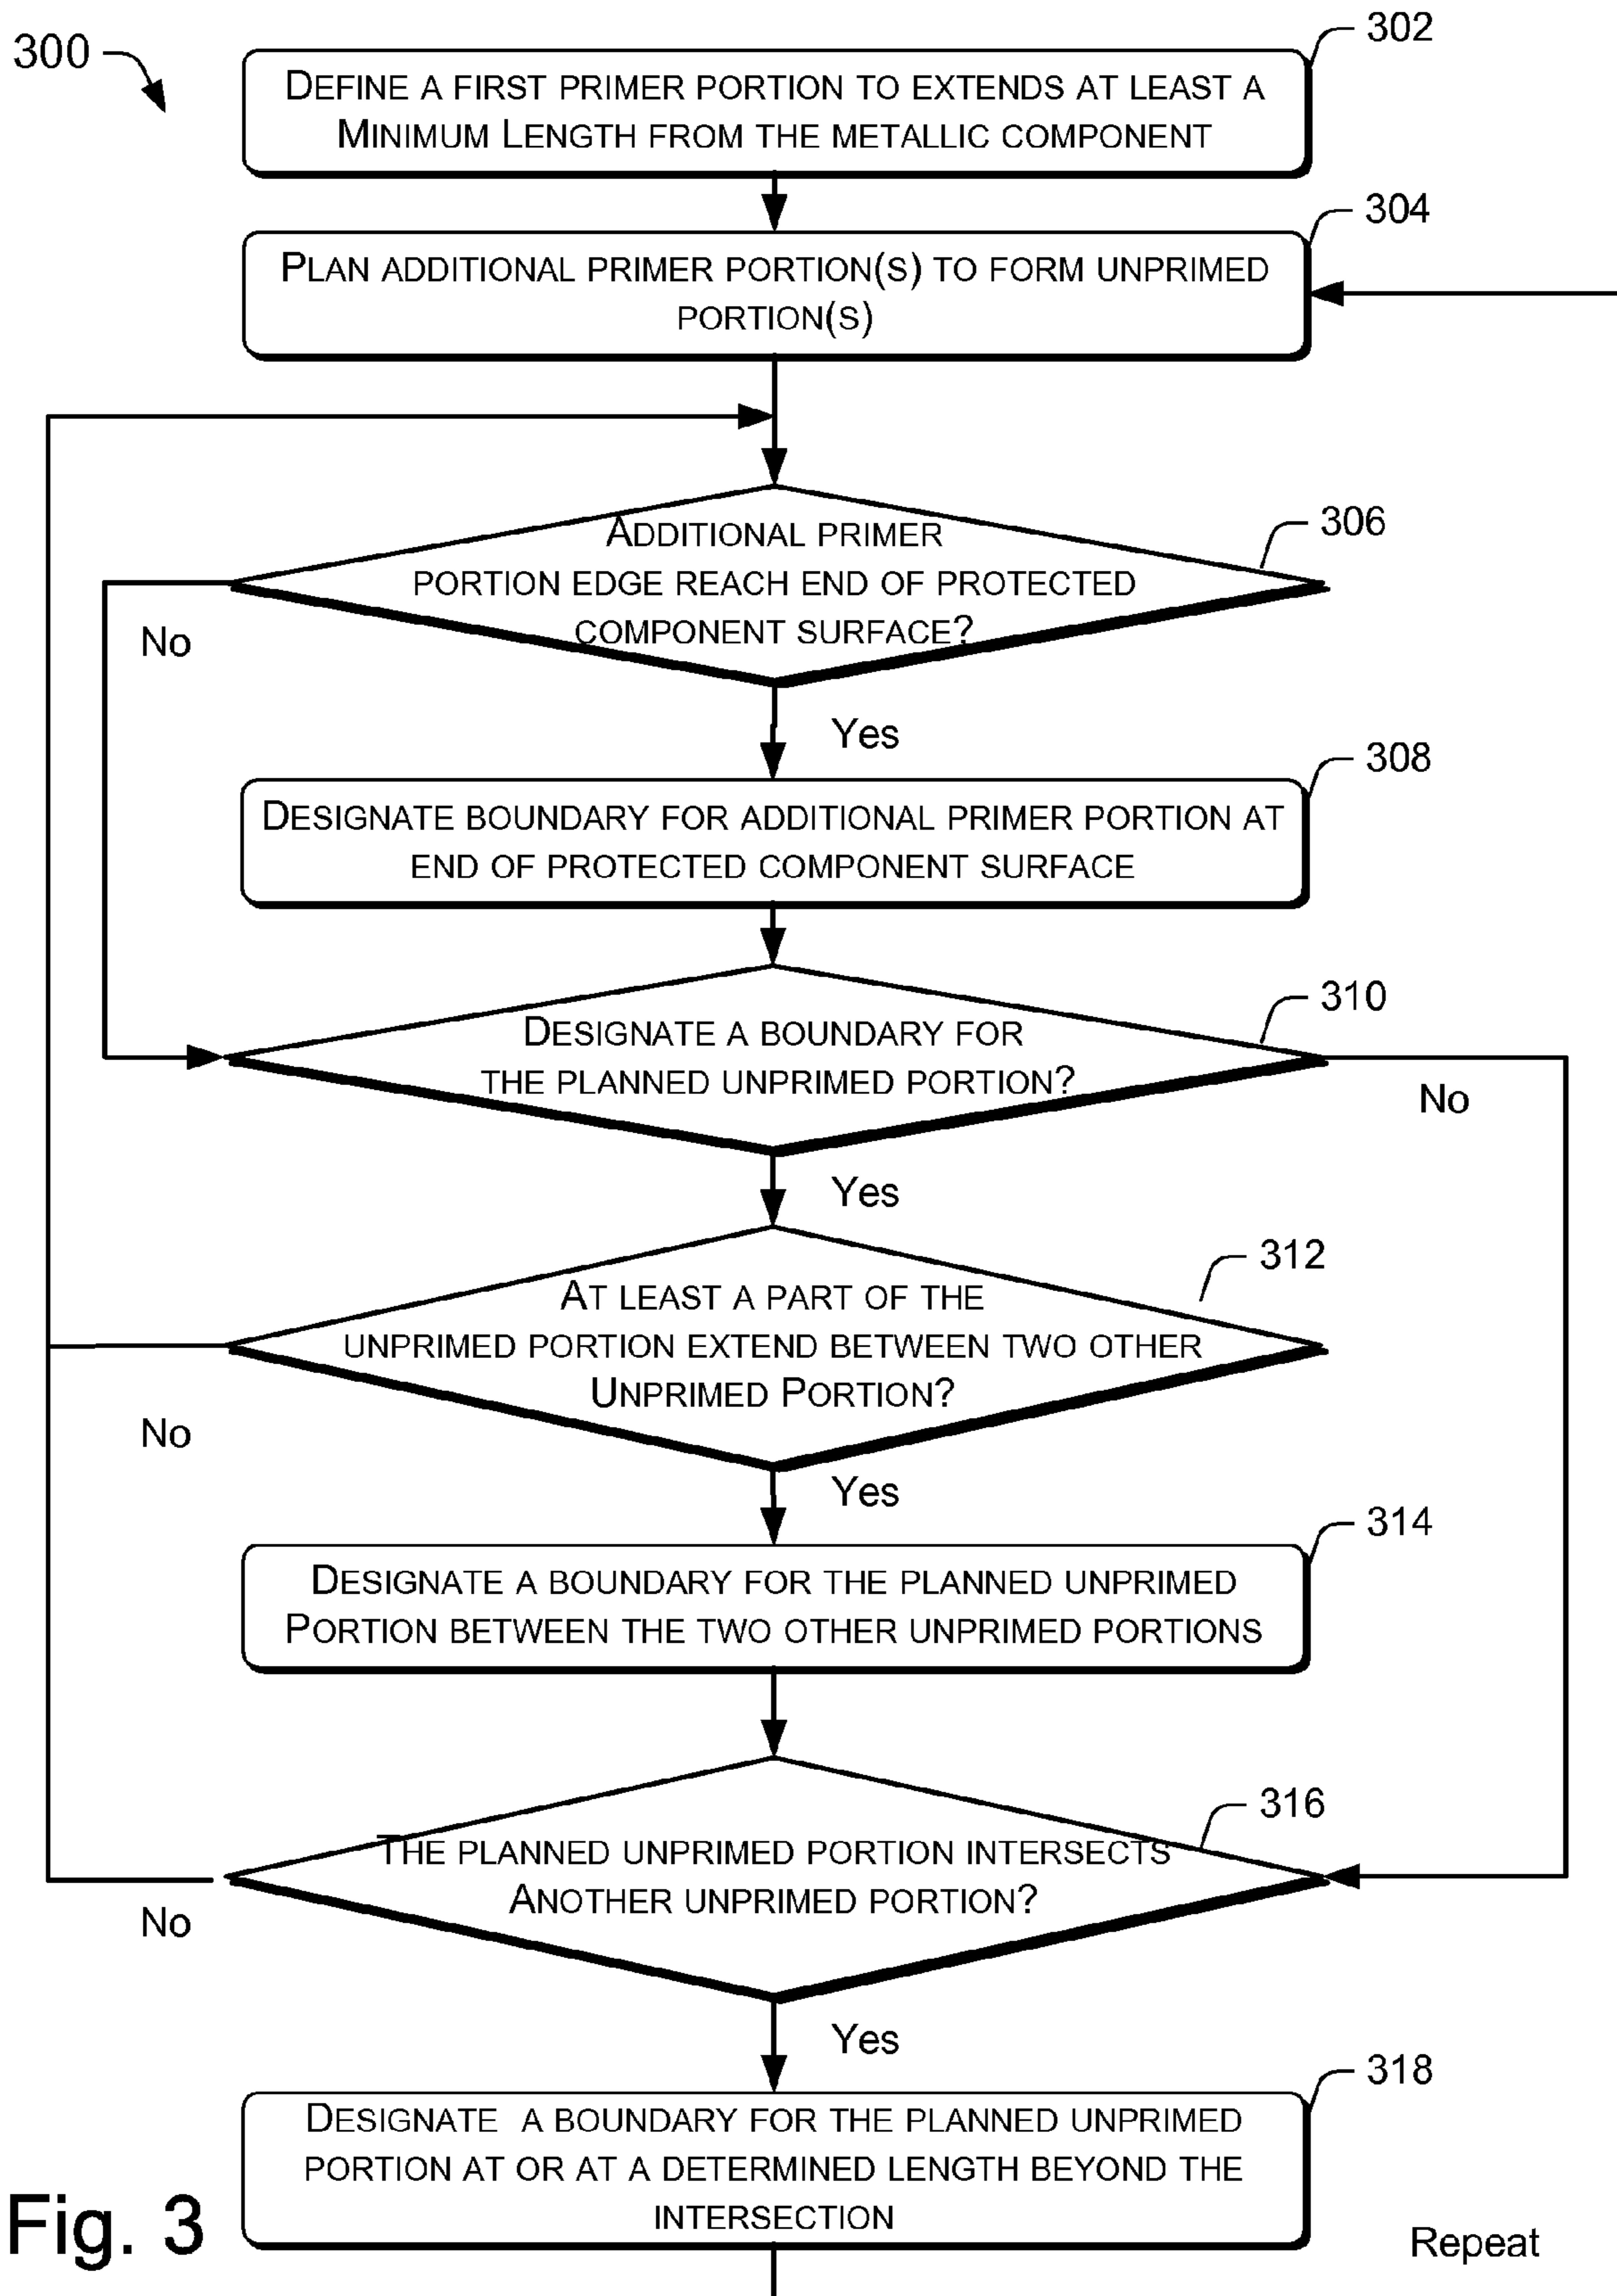 300
302
DEFINE A FIRST PRIMER PORTION TO EXTENDS AT LEAST A
MINIMUM LENGTH FROM THE METALLIC COMPONENT
304
PLAN ADDITIONAL PRIMER PORTION(S) TO FORM UNPRIMED
PORTION(S)
306
ADDITIONAL PRIMER
PORTION EDGE REACH END OF PROTECTED
COMPONENT SURFACE?
No
Yes
308
DESIGNATE BOUNDARY FOR ADDITIONAL PRIMER PORTION AT
END OF PROTECTED COMPONENT SURFACE
310
DESIGNATE A BOUNDARY FOR
THE PLANNED UNPRIMED PORTION?
No
Yes
312
AT LEAST A PART OF THE
UNPRIMED PORTION EXTEND BETWEEN TWO OTHER
UNPRIMED PORTION?
No
Yes
314
DESIGNATE A BOUNDARY FOR THE PLANNED UNPRIMED
PORTION BETWEEN THE TWO OTHER UNPRIMED PORTIONS
316
THE PLANNED UNPRIMED PORTION INTERSECTS
ANOTHER UNPRIMED PORTION?
No
Yes
318
DESIGNATE A BOUNDARY FOR THE PLANNED UNPRIMED
PORTION AT OR AT A DETERMINED LENGTH BEYOND THE
INTERSECTION
Fig. 3
Repeat